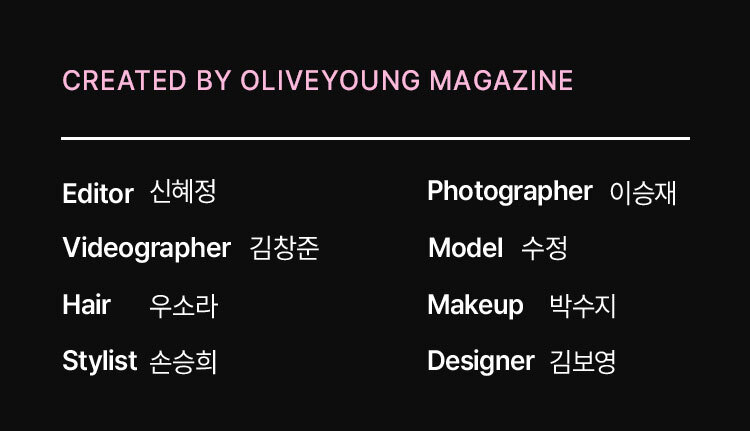 CREATED BY OLIVEYOUNG MAGAZINE
Editor 신혜정 Photographer 이승재
Videographer 김창준 Model 수정
Hair 우소라 Makeup 박수지
Stylist 손승희 Designer 김보영